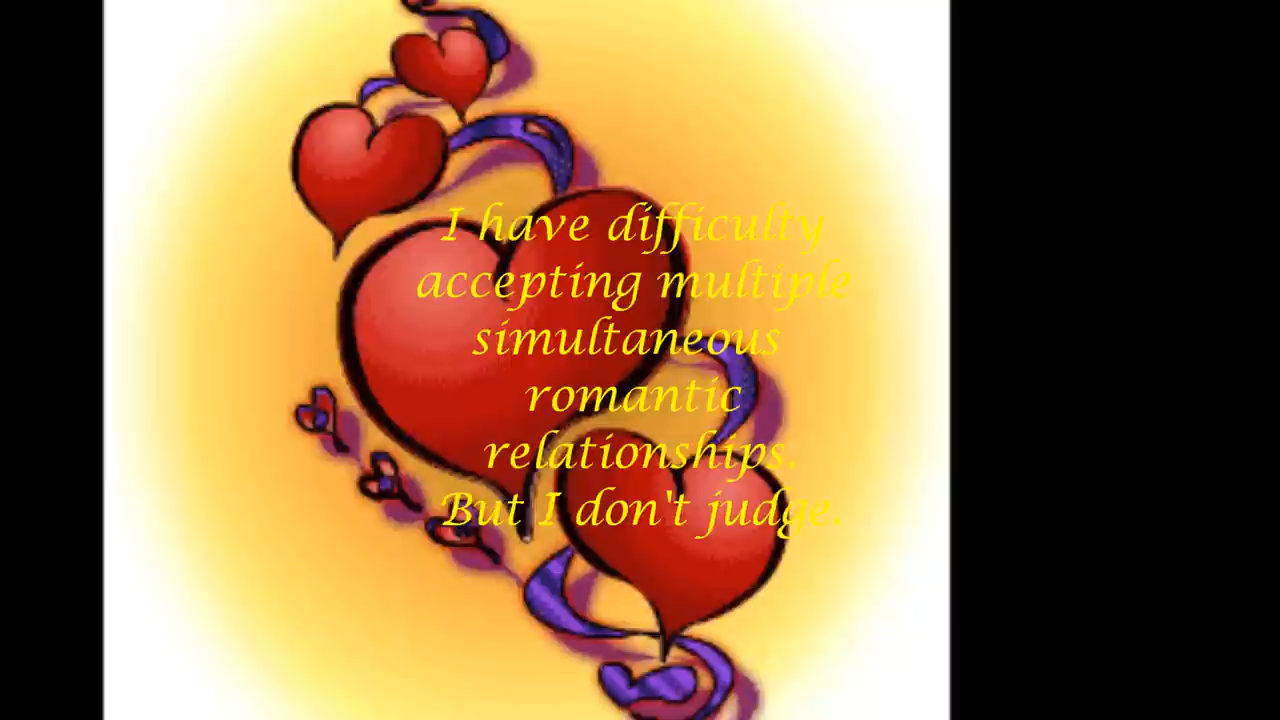 I have difficulty
accepting multiple
simultaneous
romantic
relationships.
But I don't judge.